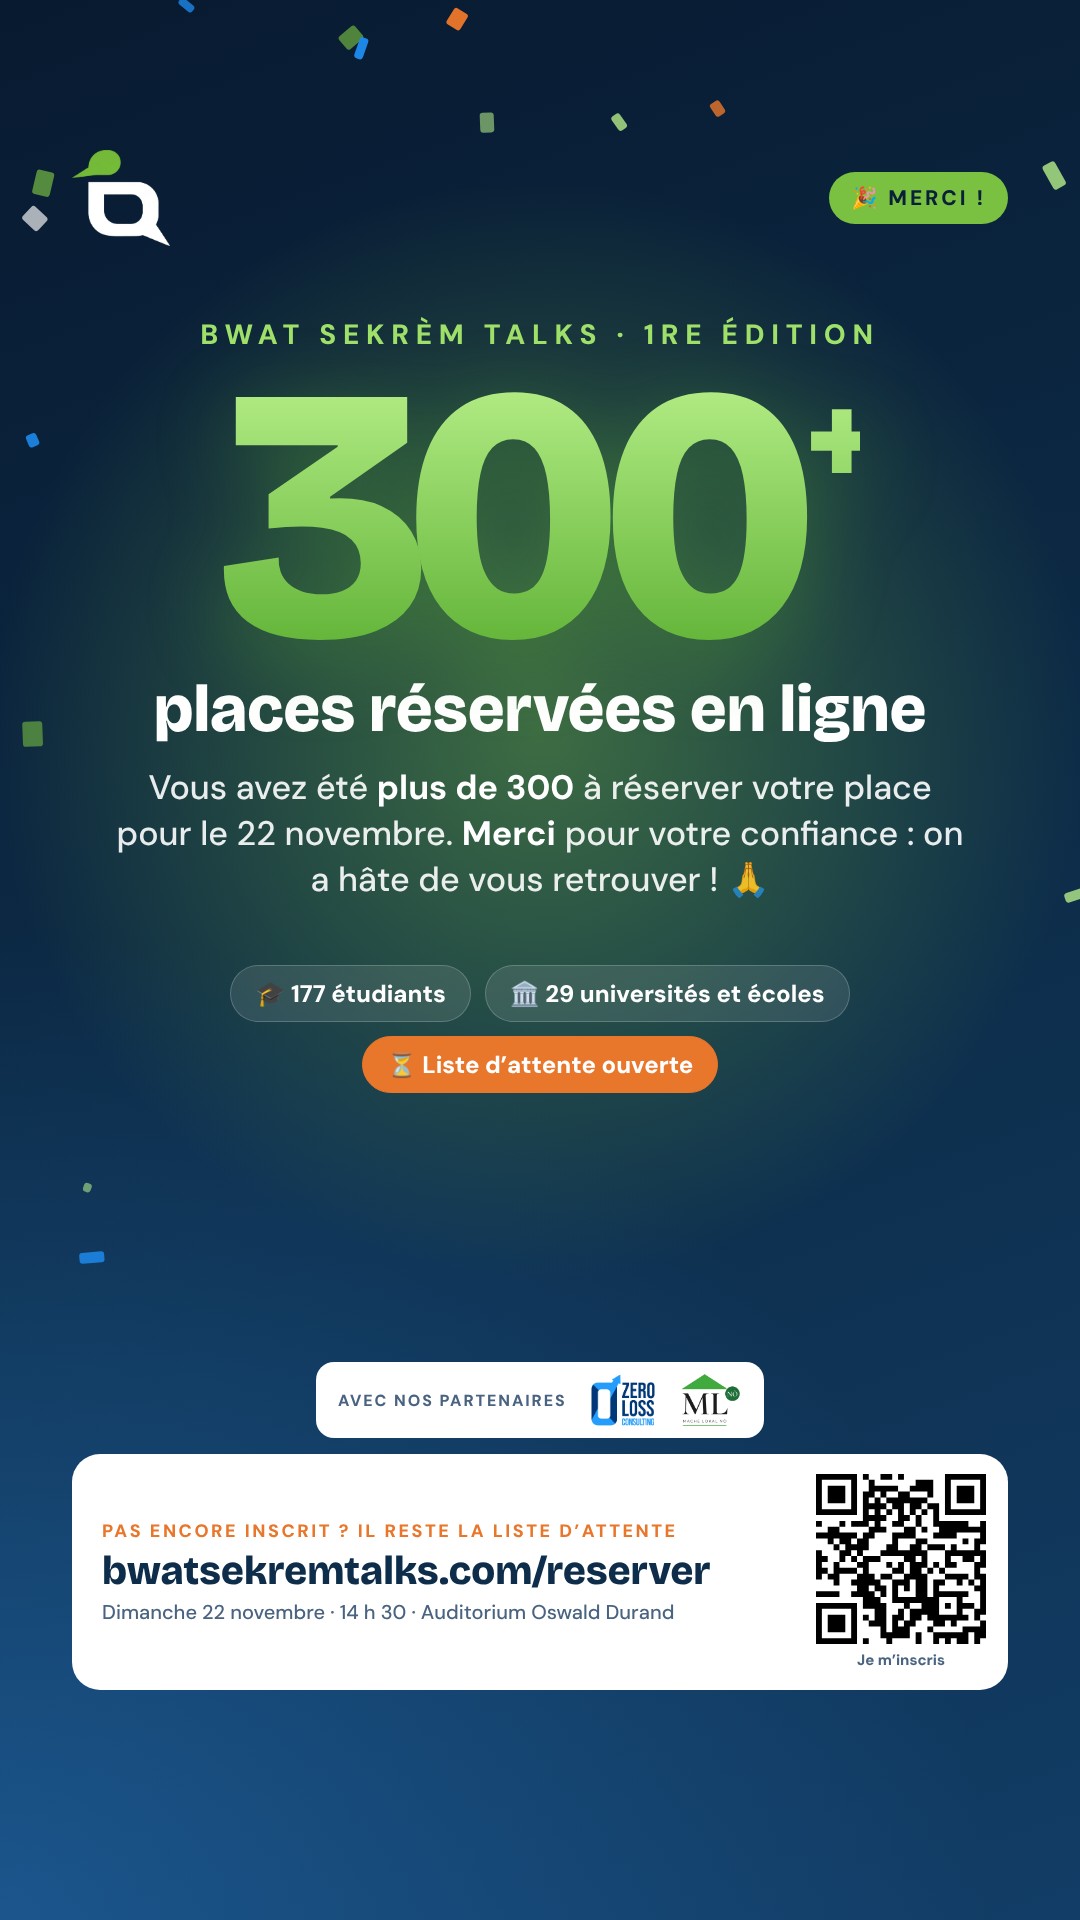 🎉 MERCI !
BWAT SEKRÈM TALKS · 1RE ÉDITION
300+
places réservées en ligne
Vous avez été plus de 300 à réserver votre place
pour le 22 novembre. Merci pour votre confiance : on
a hâte de vous retrouver ! 🙏
🎓 177 étudiants
🏛️ 29 universités et écoles
⏳ Liste d’attente ouverte
AVEC NOS PARTENAIRES
ZERO
LOSS
CONSULTING
ML
NÒ
PAS ENCORE INSCRIT ? IL RESTE LA LISTE D’ATTENTE
bwatsekremtalks.com/reserver
Dimanche 22 novembre · 14 h 30 · Auditorium Oswald Durand
Je m’inscris